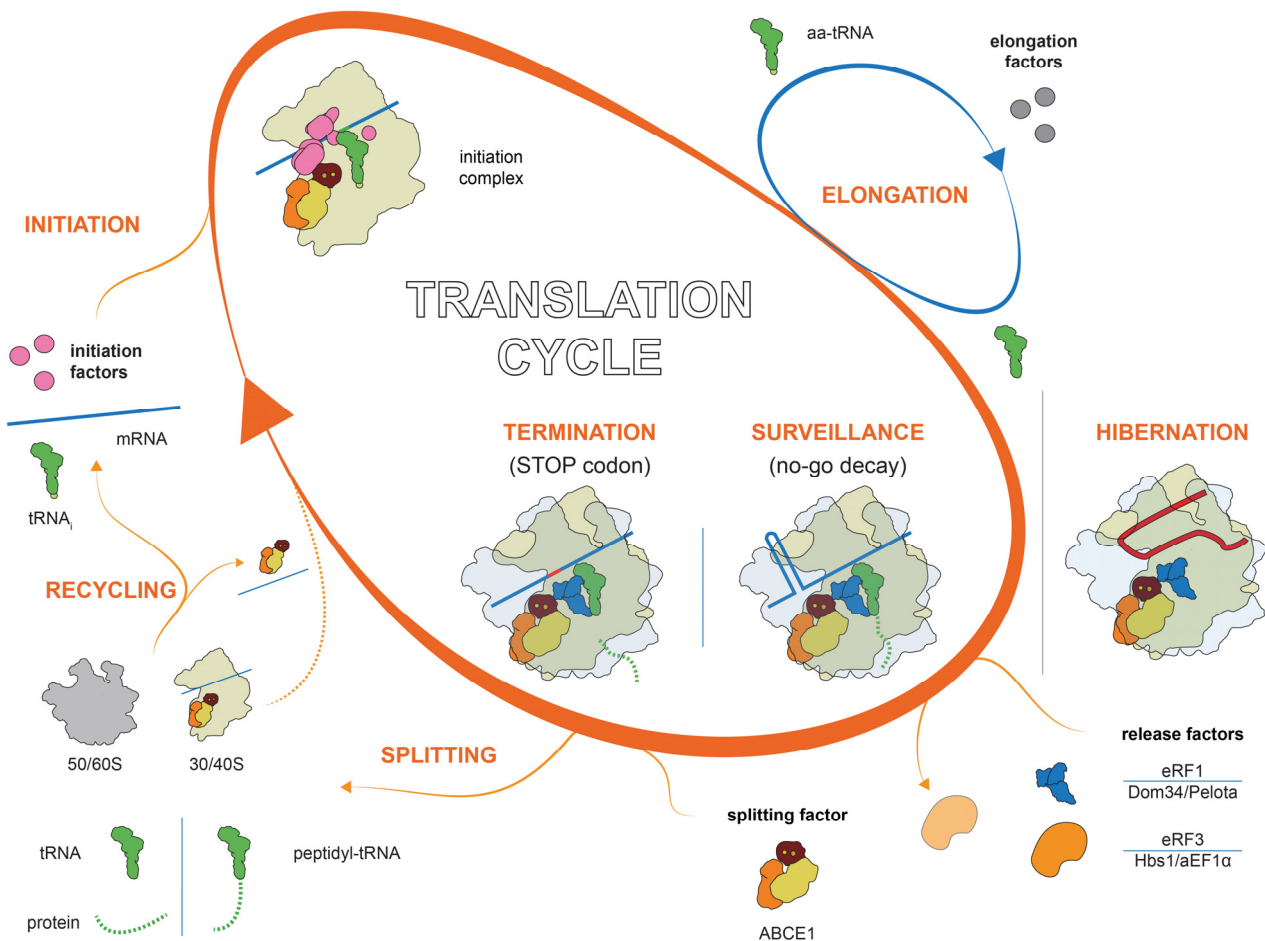 aa-tRNA
elongation
factors
initiation
complex
ELONGATION
INITIATION
TRANSLATION
CYCLE
initiation
factors
mRNA
tRNAi
TERMINATION
(STOP codon)
SURVEILLANCE
(no-go decay)
HIBERNATION
RECYCLING
50/60S
30/40S
SPLITTING
release factors
eRF1
Dom34/Pelota
eRF3
Hbs1/aEF1α
splitting factor
ABCE1
tRNA
peptidyl-tRNA
protein